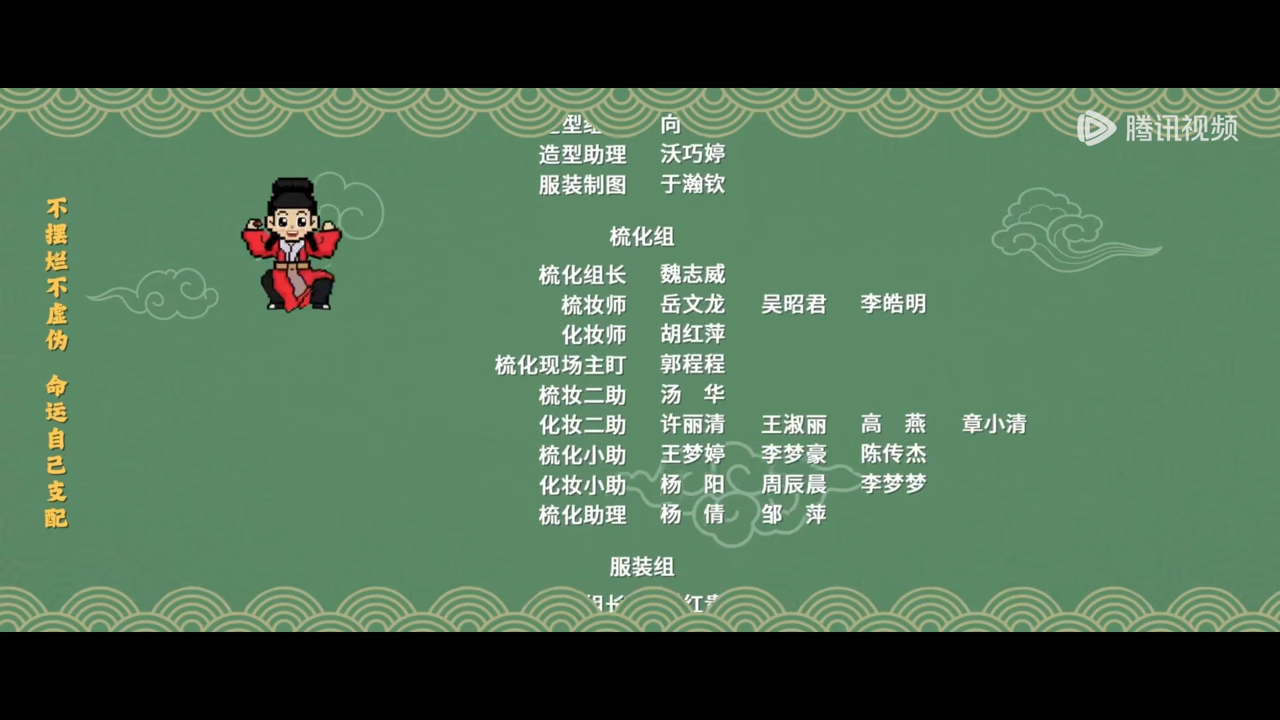 腾讯视频
不摆烂不虚伪 命运自己支配
向
造型助理 沃巧婷
服装制图 于瀚钦
梳化组
梳化组长 魏志威
梳妆师 岳文龙 吴昭君 李皓明
化妆师 胡红萍
梳化现场主盯 郭程程
梳妆二助 汤 华
化妆二助 许丽清 王淑丽 高 燕 章小清
梳化小助 王梦婷 李梦豪 陈传杰
化妆小助 杨 阳 周辰晨 李梦梦
梳化助理 杨 倩 邹 萍
服装组